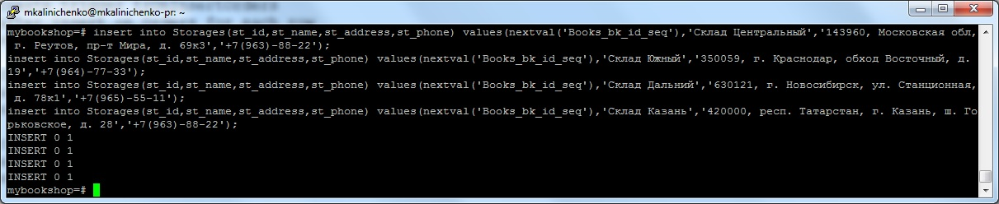 mkalinichenko@mkalinichenko-pr: ~
mybookshop=# insert into Storages(st_id,st_name,st_address,st_phone) values(nextval('Books_bk_id_seq'),'Склад Центральный','143960, Московская обл,
г. Реутов, пр-т Мира, д. 69к3','+7(963)-88-22');
insert into Storages(st_id,st_name,st_address,st_phone) values(nextval('Books_bk_id_seq'),'Склад Южный','350059, г. Краснодар, обход Восточный, д.
19','+7(964)-77-33');
insert into Storages(st_id,st_name,st_address,st_phone) values(nextval('Books_bk_id_seq'),'Склад Дальний','630121, г. Новосибирск, ул. Станционная,
д. 78к1','+7(965)-55-11');
insert into Storages(st_id,st_name,st_address,st_phone) values(nextval('Books_bk_id_seq'),'Склад Казань','420000, респ. Татарстан, г. Казань, ш. Го
рьковское, д. 28','+7(963)-88-22');
INSERT 0 1
INSERT 0 1
INSERT 0 1
INSERT 0 1
mybookshop=#